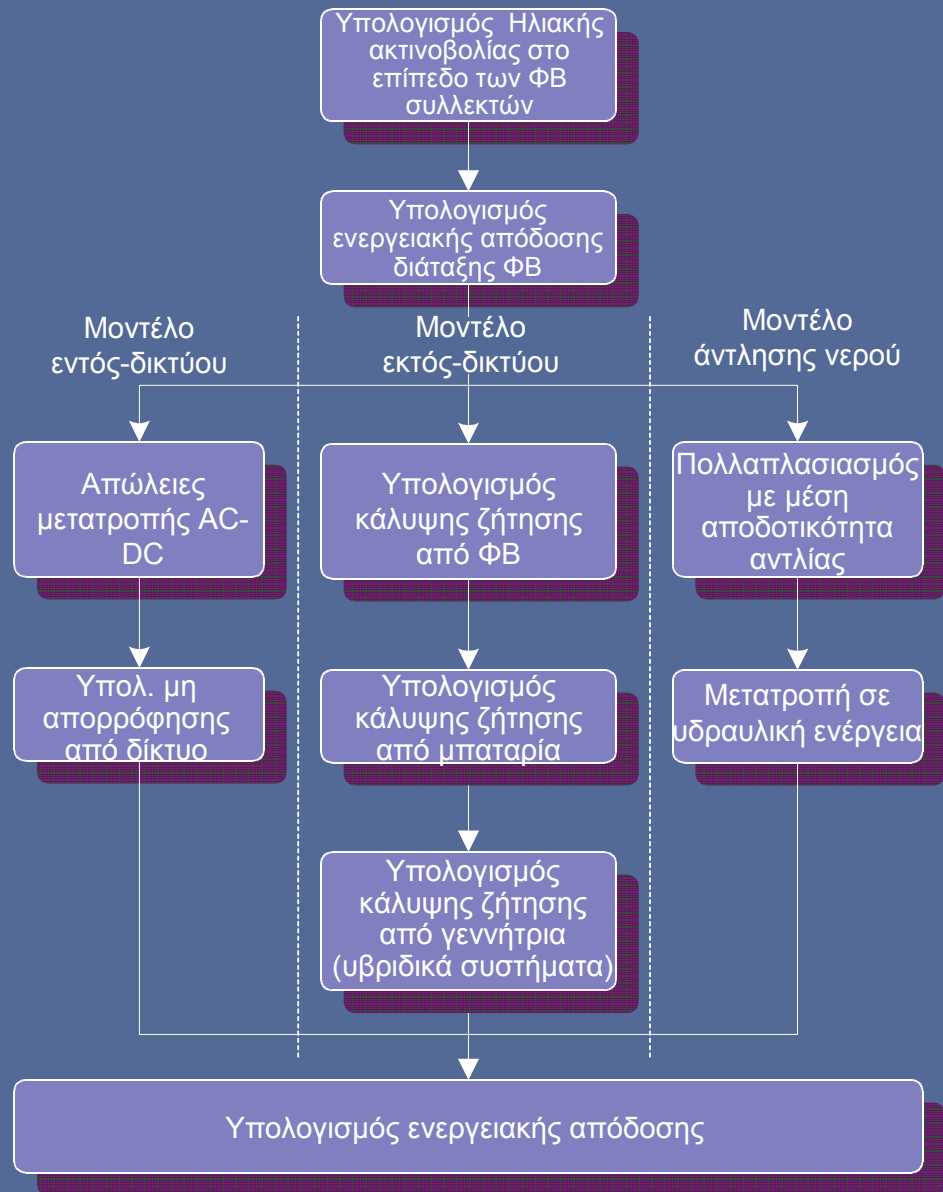 Υπολογισμός Ηλιακής
ακτινοβολίας στο
επίπεδο των ΦΒ
συλλεκτών
Υπολογισμός
ενεργειακής απόδοσης
διάταξης ΦΒ
Μοντέλο
εντός-δικτύου
Μοντέλο
εκτός-δικτύου
Μοντέλο
άντλησης νερού
Απώλειες
μετατροπής AC-
DC
Υπολογισμός
κάλυψης ζήτησης
από ΦΒ
Πολλαπλασιασμός
με μέση
αποδοτικότητα
αντλίας
Υπολ. μη
απορρόφησης
από δίκτυο
Υπολογισμός
κάλυψης ζήτησης
από μπαταρία
Μετατροπή σε
υδραυλική ενέργεια
Υπολογισμός
κάλυψης ζήτησης
από γεννήτρια
(υβριδικά συστήματα)
Υπολογισμός ενεργειακής απόδοσης